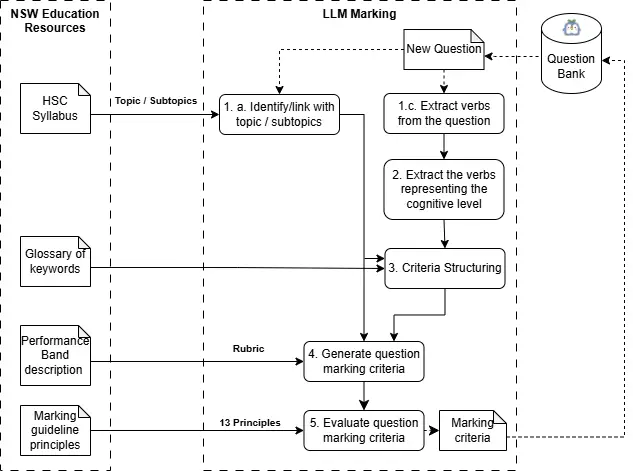 NSW Education
Resources
LLM Marking
New Question
Question
Bank
HSC
Syllabus
Topic / Subtopics
1. a. Identify/link with
topic / subtopics
1.c. Extract verbs
from the question
2. Extract the verbs
representing the
cognitive level
Glossary of
keywords
3. Criteria Structuring
Performance
Band
description
Rubric
4. Generate question
marking criteria
Marking
guideline
principles
13 Principles
5. Evaluate question
marking criteria
Marking
criteria